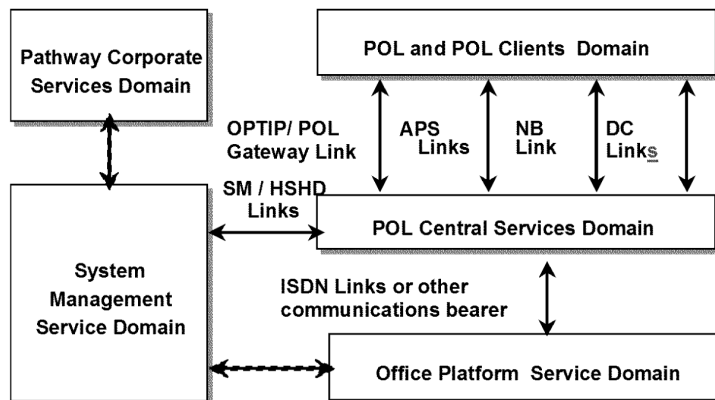 Pathway Corporate
Services Domain
POL and POL Clients Domain
OPTIP/ POL
Gateway Link
APS
Links
NB
Link
DC
Links
SM / HSHD
Links
POL Central Services Domain
System
Management
Service Domain
ISDN Links or other
communications bearer
Office Platform Service Domain